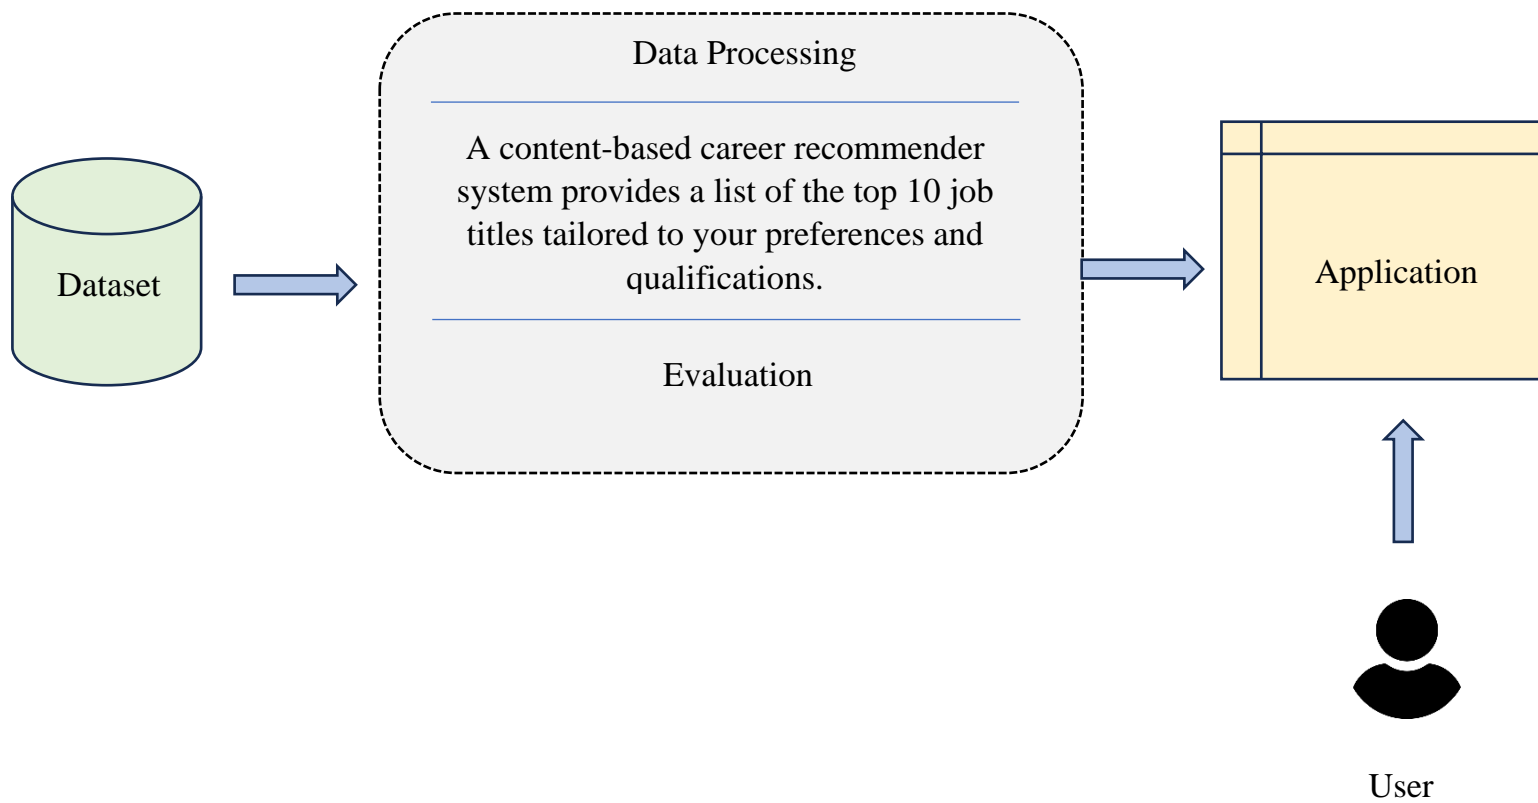 Data Processing
A content-based career recommender
system provides a list of the top 10 job
titles tailored to your preferences and
qualifications.
Evaluation
Dataset
Application
User